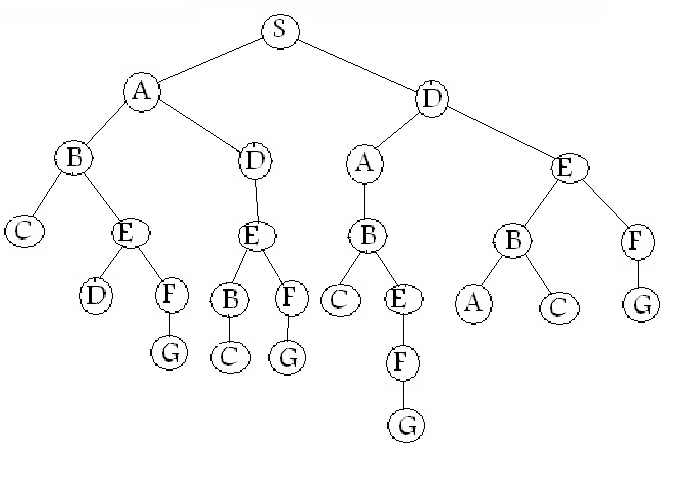 S
A D
B D A E
C E E B B F
D F B F C E A C G
G C G F
G